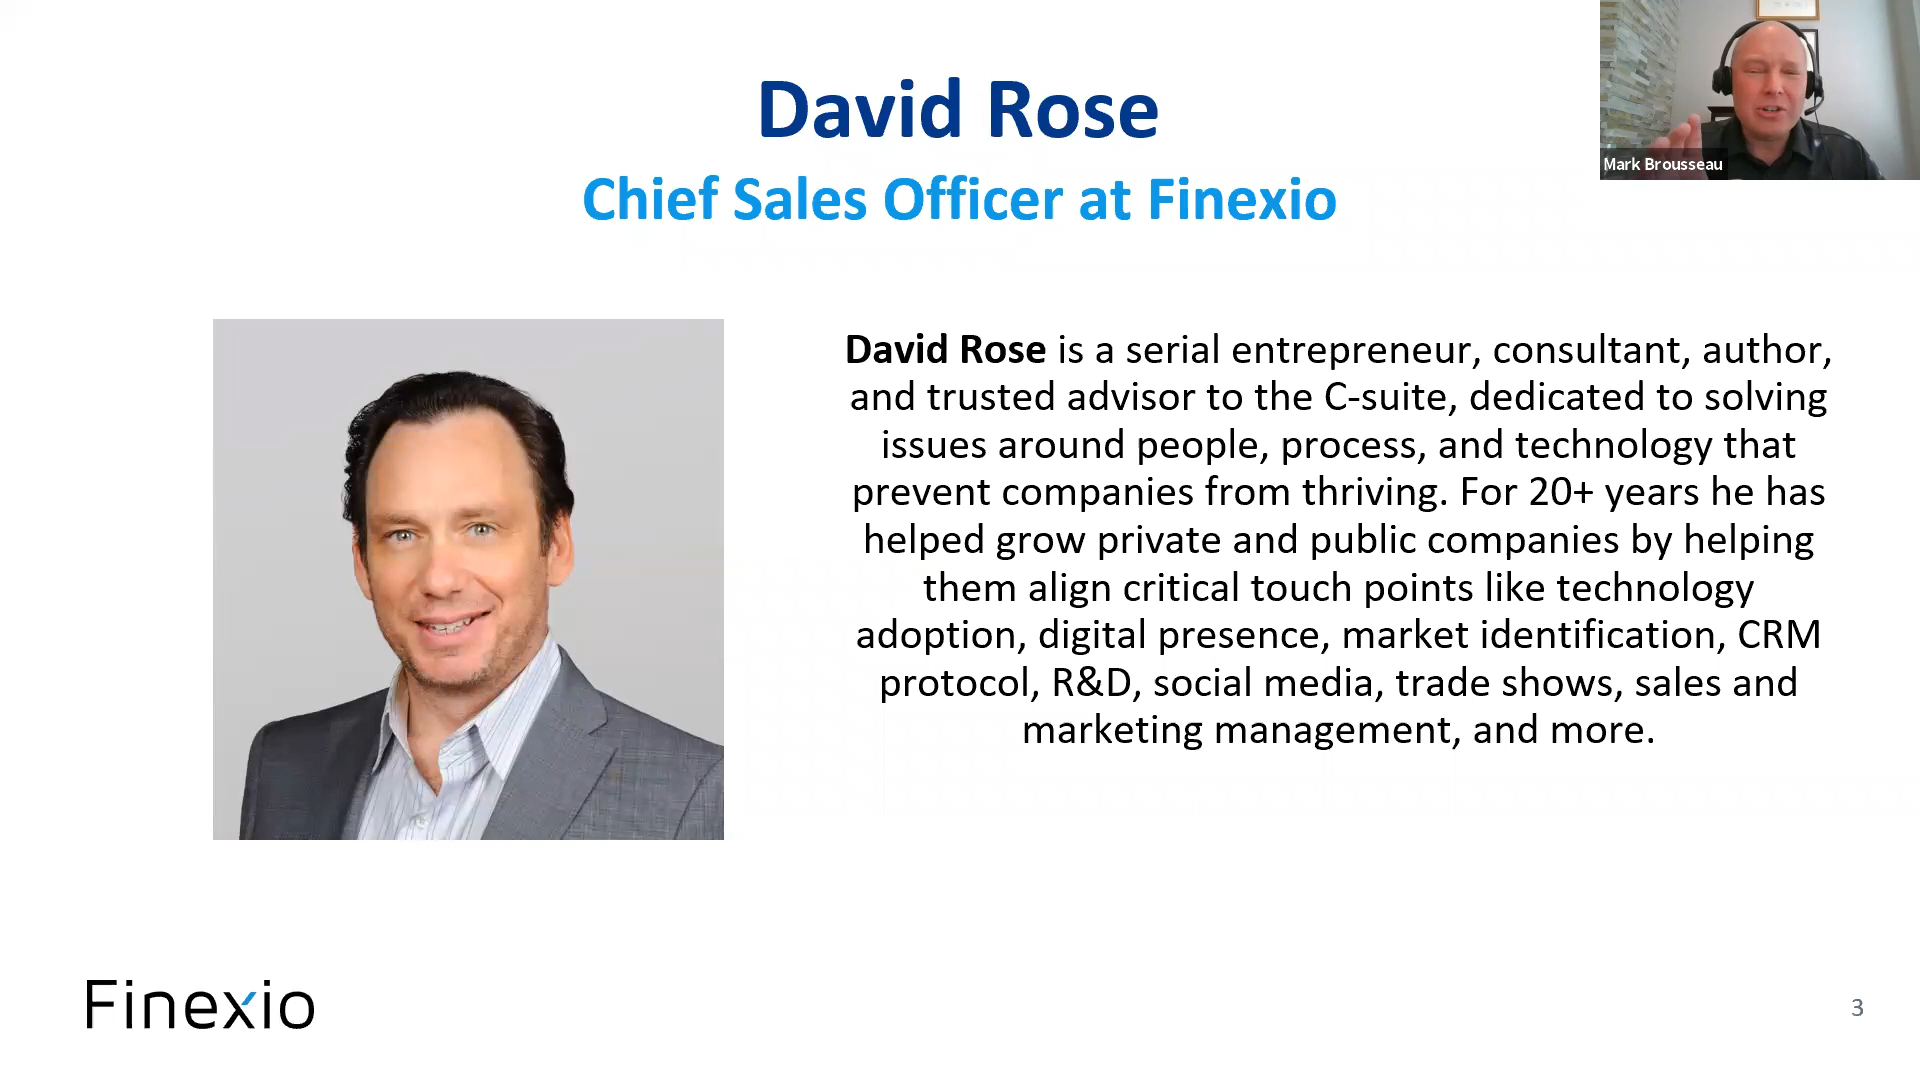 David Rose
Chief Sales Officer at Finexio
Mark Brousseau
David Rose is a serial entrepreneur, consultant, author,
and trusted advisor to the C-suite, dedicated to solving
issues around people, process, and technology that
prevent companies from thriving. For 20+ years he has
helped grow private and public companies by helping
them align critical touch points like technology
adoption, digital presence, market identification, CRM
protocol, R&D, social media, trade shows, sales and
marketing management, and more.
Finexio
3